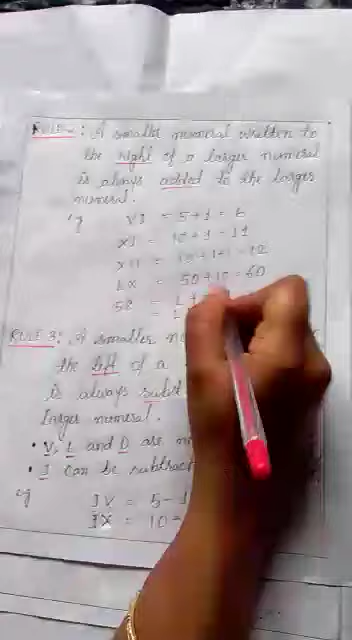 RULE-2: A smaller numeral written to
the right of a larger numeral
is always added to the larger
numeral.
eg VI = 5+1 = 6
XI = 10+1 = 11
XII = 10+1+1 = 12
LX = 50+10 = 60
58 = L +
= L
RULE 3: A smaller
the left of a
is always
larger numeral.
• V, L and D are
• I can be
eg IV = 5-1
IX = 10